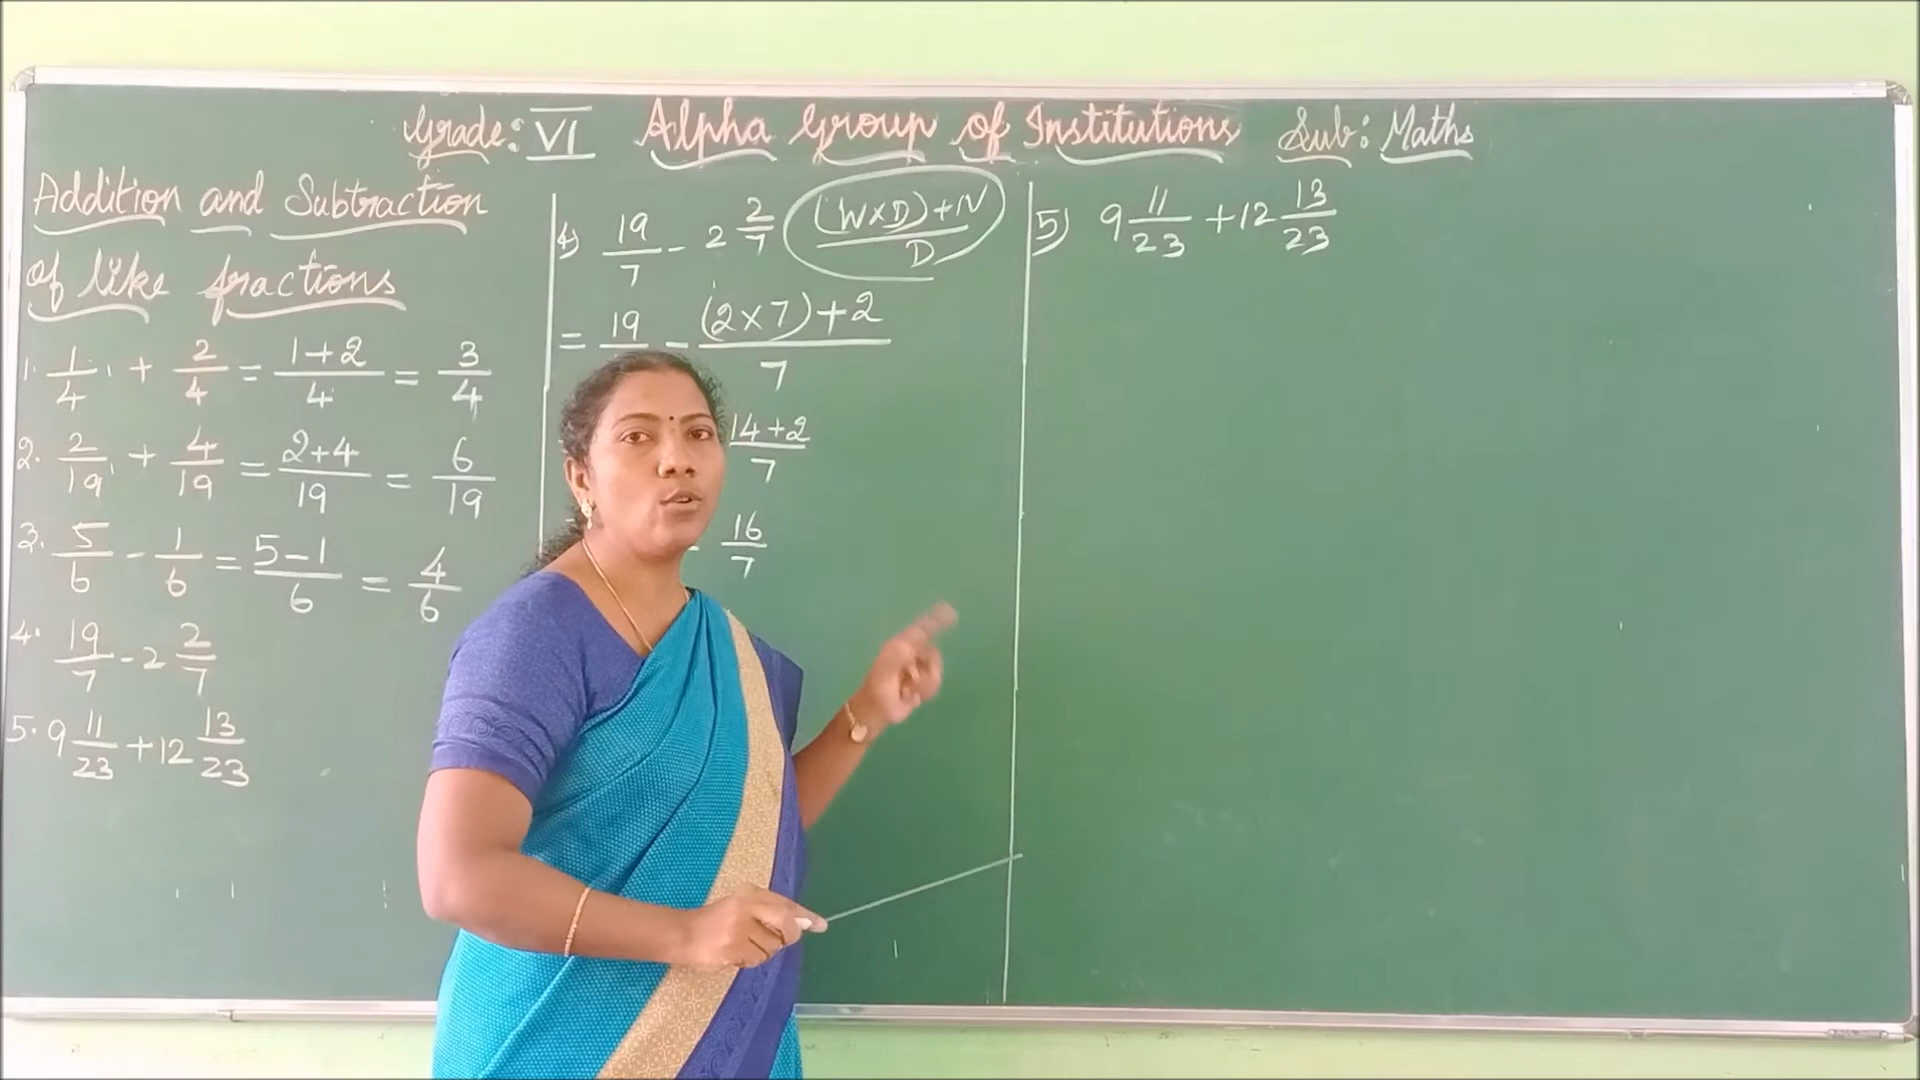 Grade: VI Alpha Group of Institutions Sub: Maths
Addition and Subtraction
of like fractions
1. 1/4 + 2/4 = 1+2/4 = 3/4
2. 2/19 + 4/19 = 2+4/19 = 6/19
3. 5/6 - 1/6 = 5-1/6 = 4/6
4. 19/7 - 2 2/7
5. 9 11/23 + 12 13/23
4) 19/7 - 2 2/7 (W×D)+N/D
= 19/ - (2×7)+2/7
14+2/7
- 16/7
5) 9 11/23 + 12 13/23